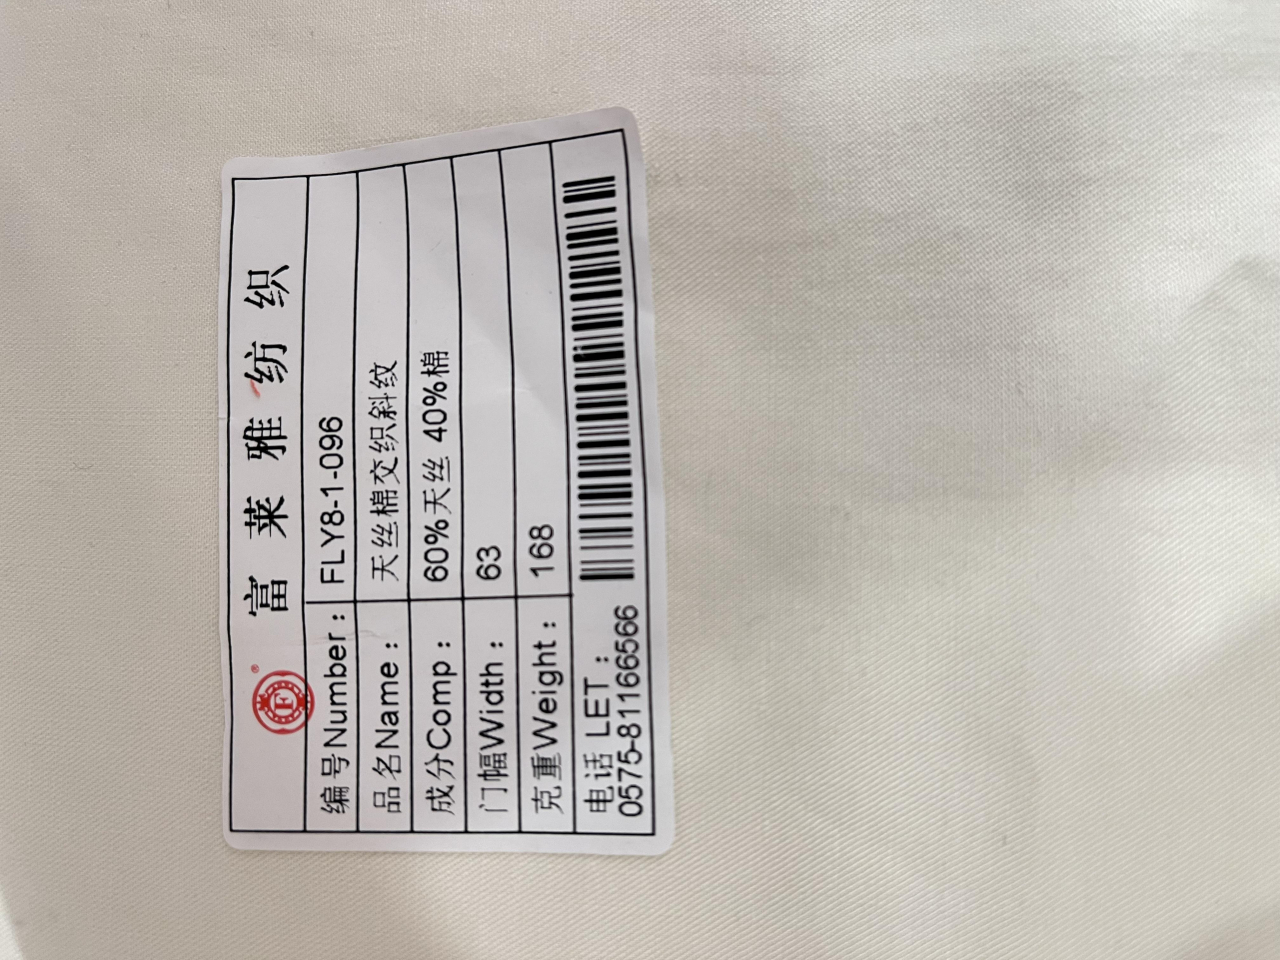 富莱雅纺织
编号Number： FLY8-1-096
品名Name： 天丝棉交织斜纹
成分Comp： 60%天丝 40%棉
门幅Width： 63
克重Weight： 168
电话 LET：
0575-81166566
F
®